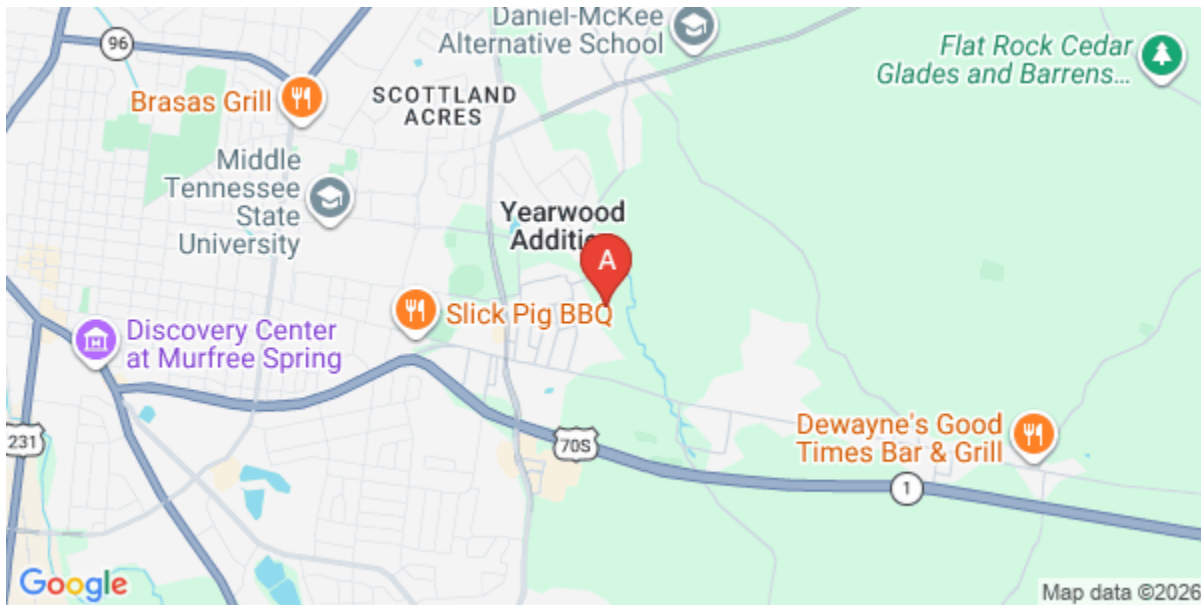 Daniel-McKee
Alternative School
96
Flat Rock Cedar
Glades and Barrens...
Brasas Grill
SCOTTLAND
ACRES
Middle
Tennessee
State
University
Yearwood
Additio
A
Slick Pig BBQ
Discovery Center
at Murfree Spring
Dewayne's Good
Times Bar & Grill
231
70S
1
Google
Map data ©2026